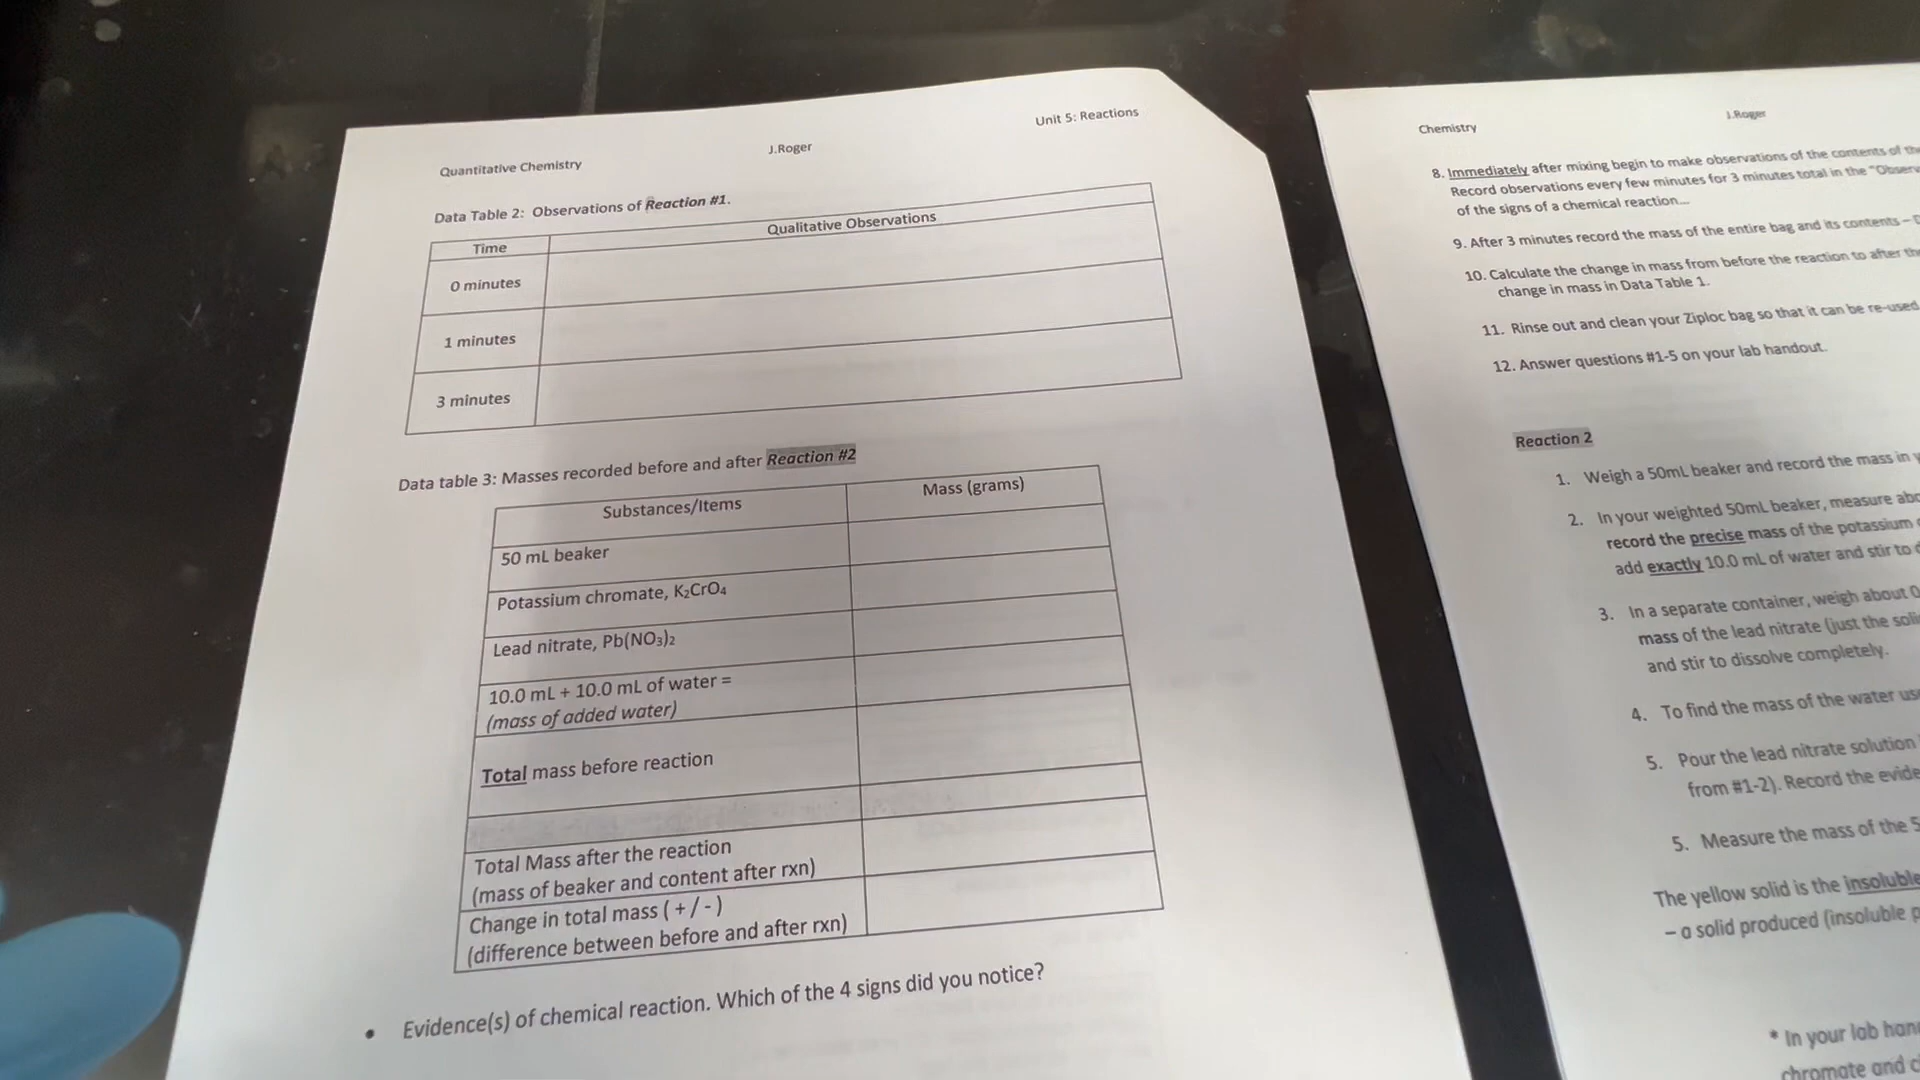 Quantitative Chemistry
J.Roger
Unit 5: Reactions
Data Table 2: Observations of Reaction #1.
Time
Qualitative Observations
0 minutes
1 minutes
3 minutes
Data table 3: Masses recorded before and after Reaction #2
Substances/Items
Mass (grams)
50 mL beaker
Potassium chromate, K₂CrO₄
Lead nitrate, Pb(NO₃)₂
10.0 mL + 10.0 mL of water =
(mass of added water)
Total mass before reaction
Total Mass after the reaction
(mass of beaker and content after rxn)
Change in total mass ( + / - )
(difference between before and after rxn)
• Evidence(s) of chemical reaction. Which of the 4 signs did you notice?
Chemistry
J.Roger
8. Immediately after mixing begin to make observations of the contents of
Record observations every few minutes for 3 minutes total in the
of the signs of a chemical reaction....
9. After 3 minutes record the mass of the entire bag and its contents –
10. Calculate the change in mass from before the reaction to after
change in mass in Data Table 1.
11. Rinse out and clean your Ziploc bag so that it can be re-used
12. Answer questions #1-5 on your lab handout.
Reaction 2
1. Weigh a 50mL beaker and record the mass in
2. In your weighted 50mL beaker, measure
record the precise mass of the potassium
add exactly 10.0 mL of water and stir to
3. In a separate container, weigh about
mass of the lead nitrate (just the
and stir to dissolve completely.
4. To find the mass of the water
5. Pour the lead nitrate solution
from #1-2). Record the
5. Measure the mass of the
The yellow solid is the insoluble
– a solid produced (insoluble
* In your lab
chromate and